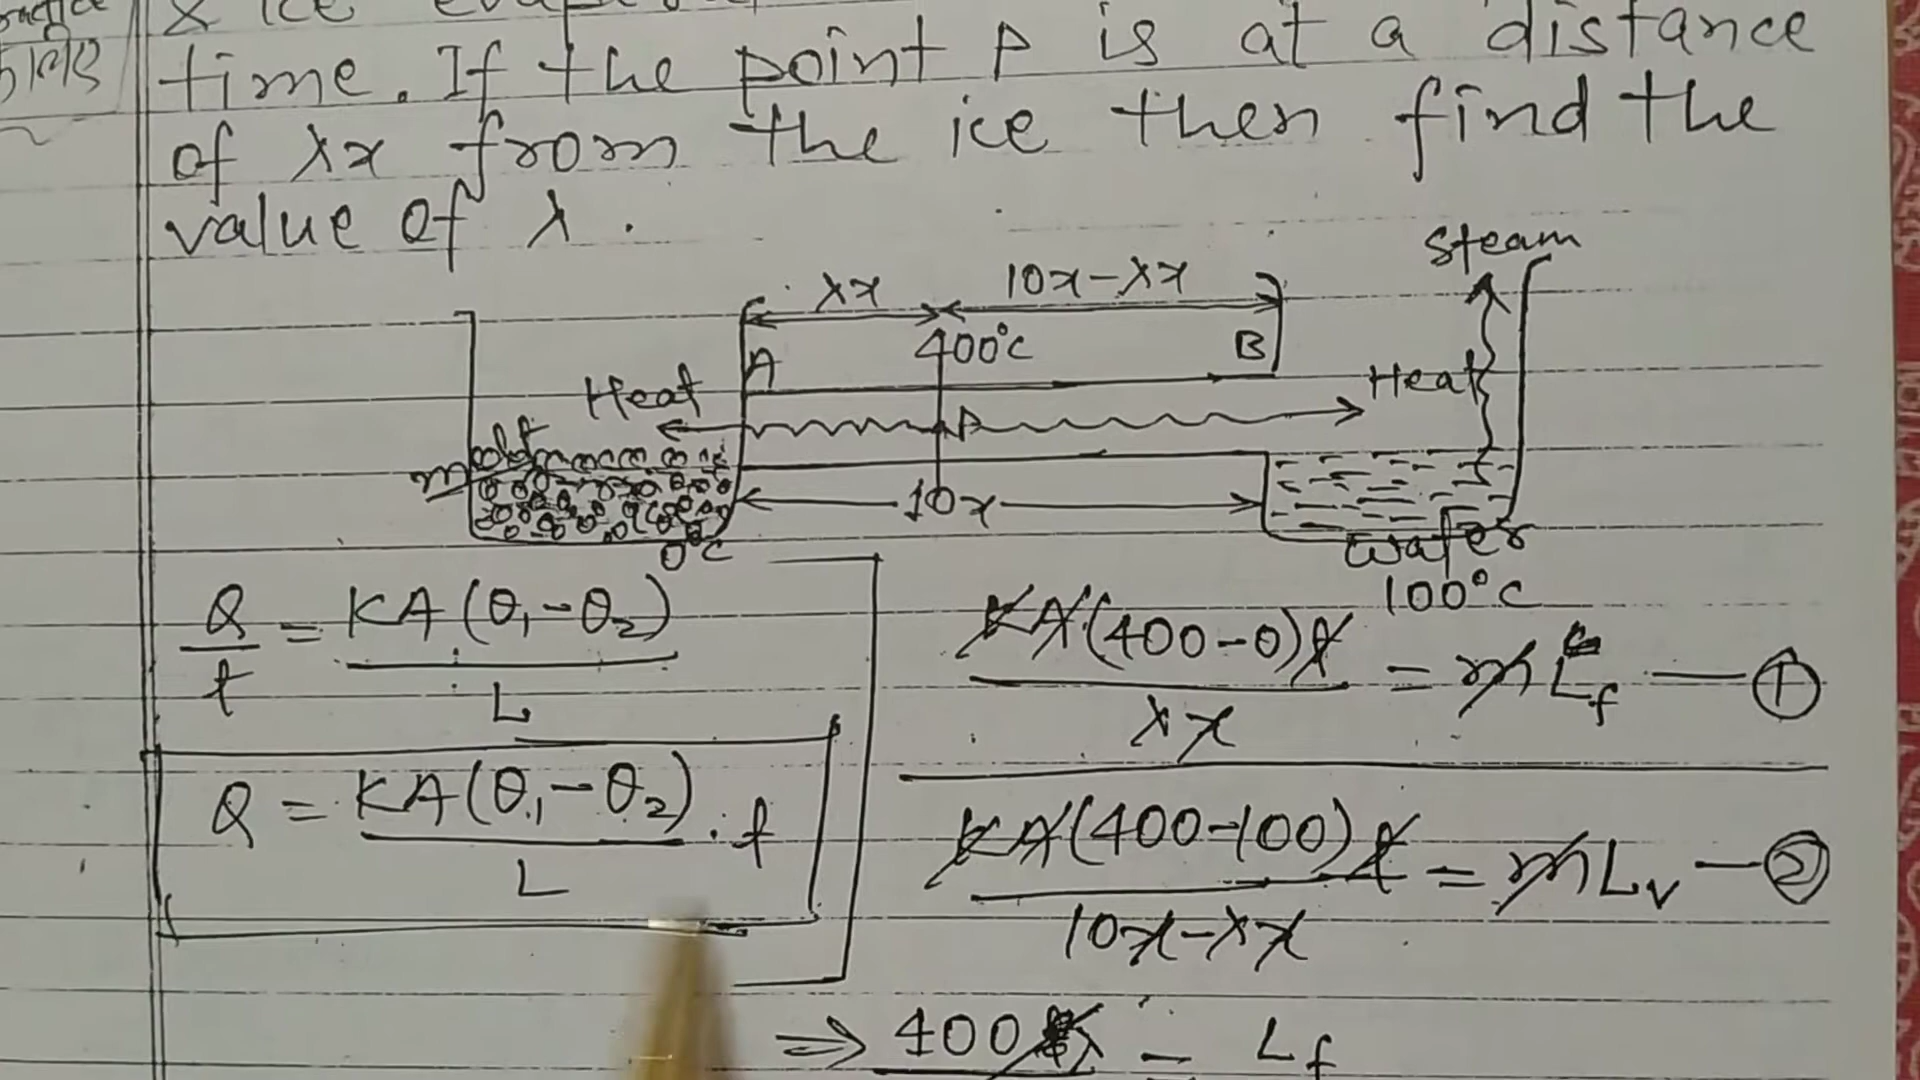 & ice
time. If the point P is at a distance
of λx from the ice then find the
value of λ.
Steam
λx 10x-λx
A 400°C B
Heat Heat
P
10x
0°C
water
100°C
Q/t = KA(θ₁-θ₂)/L
Q = KA(θ₁-θ₂)/L . t
KA(400-0)t/λx = mLf — ①
KA(400-100)t/10x-λx = mLv — ②
⇒ 400 = Lf